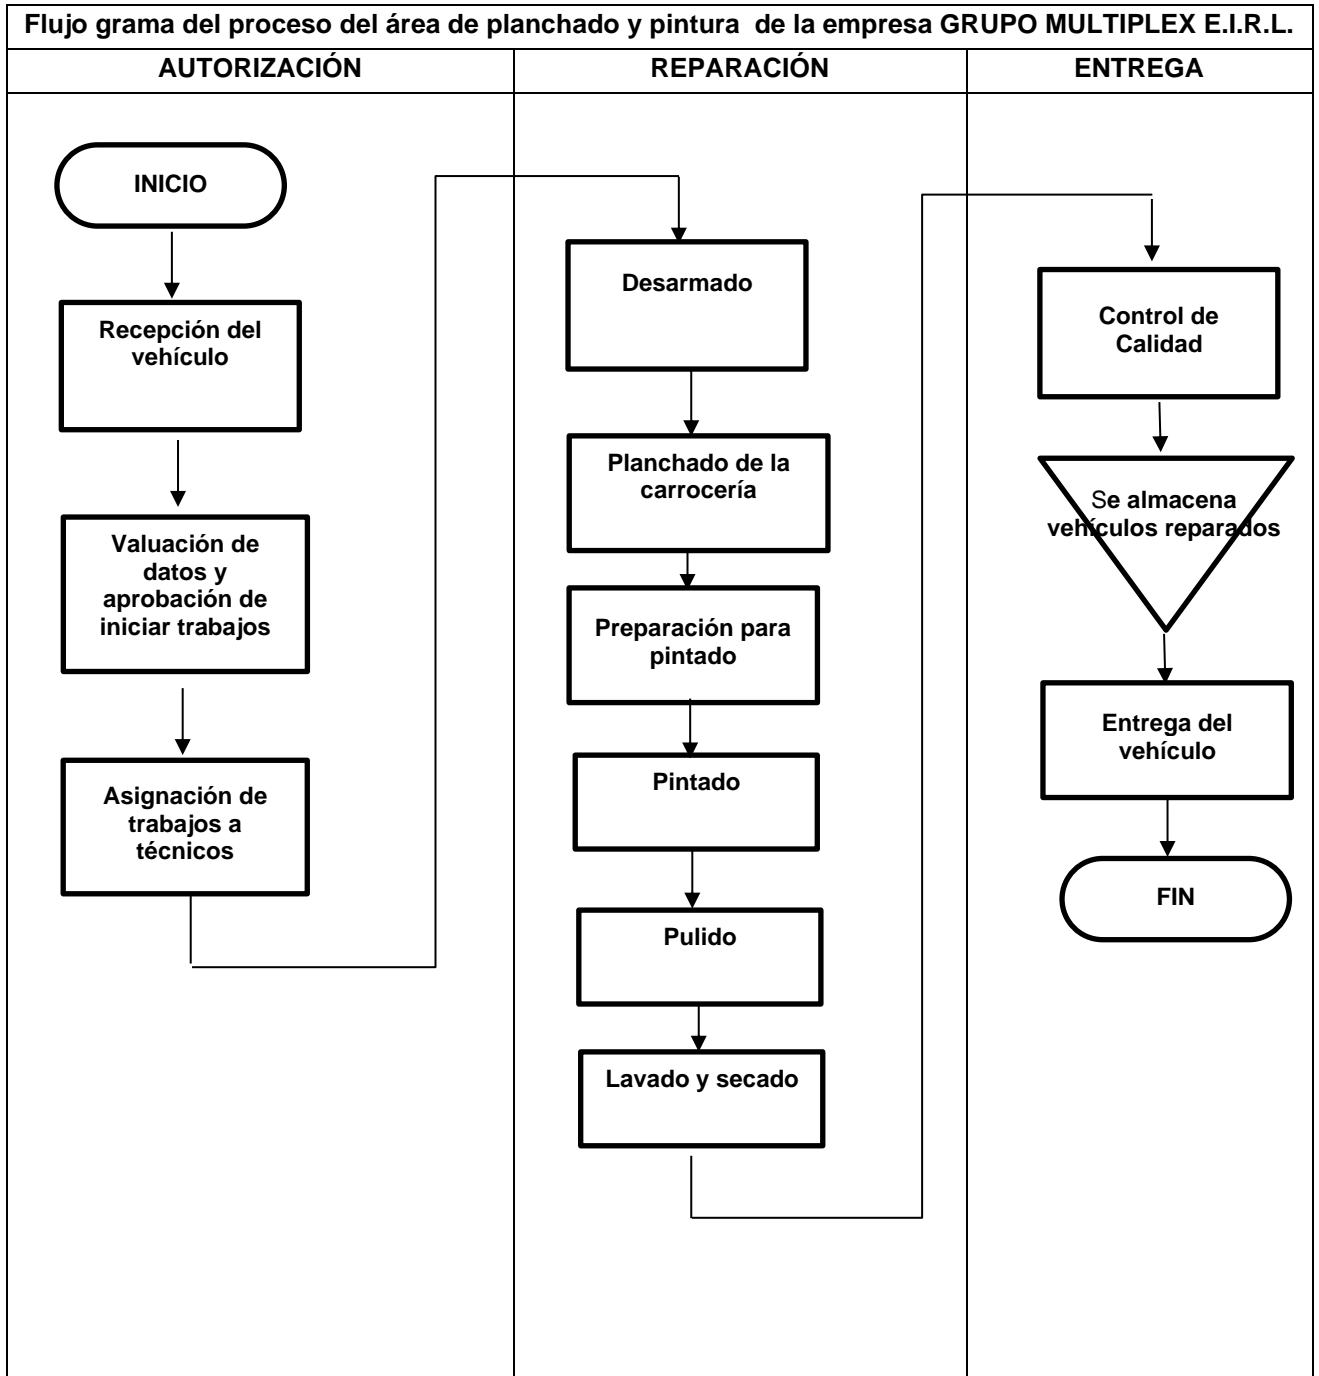 Flujo grama del proceso del área de planchado y pintura de la empresa GRUPO MULTIPLEX E.I.R.L.
AUTORIZACIÓN
REPARACIÓN
ENTREGA
INICIO
Recepción del
vehículo
Valuación de
datos y
aprobación de
iniciar trabajos
Asignación de
trabajos a
técnicos
Desarmado
Planchado de la
carrocería
Preparación para
pintado
Pintado
Pulido
Lavado y secado
Control de
Calidad
Se almacena
vehículos reparados
Entrega del
vehículo
FIN